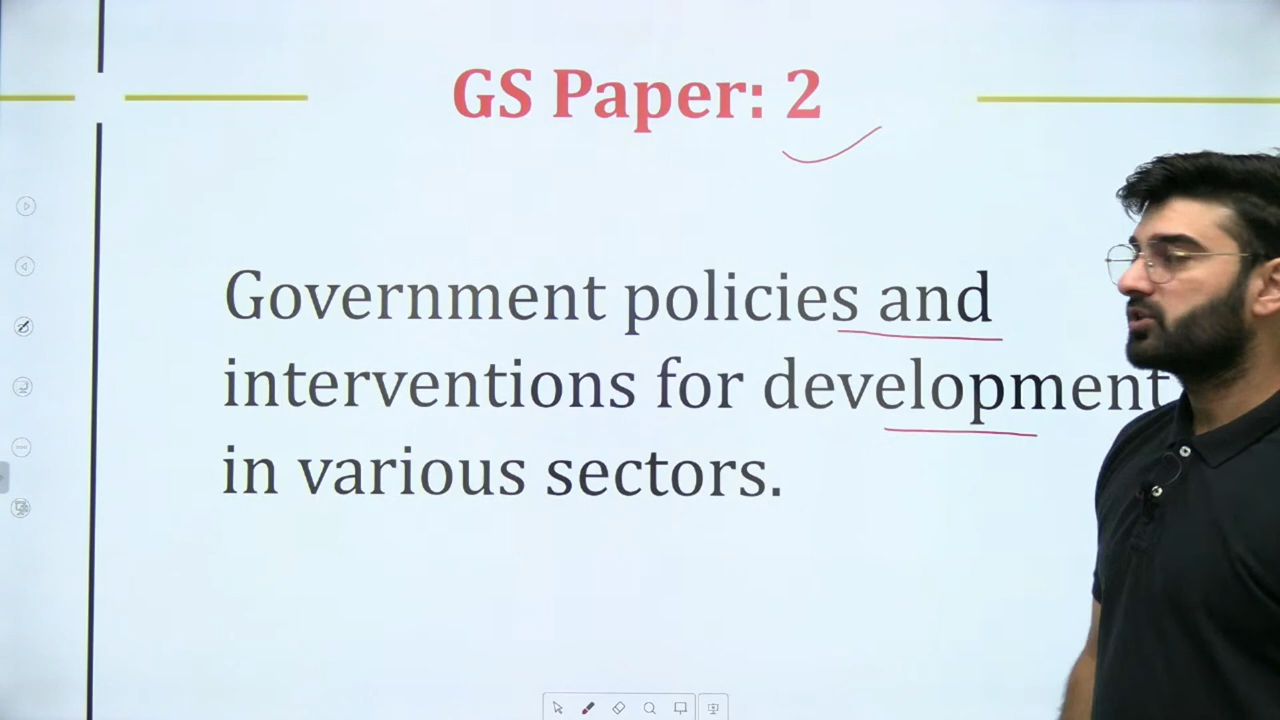 GS Paper: 2
Government policies and
interventions for development
in various sectors.